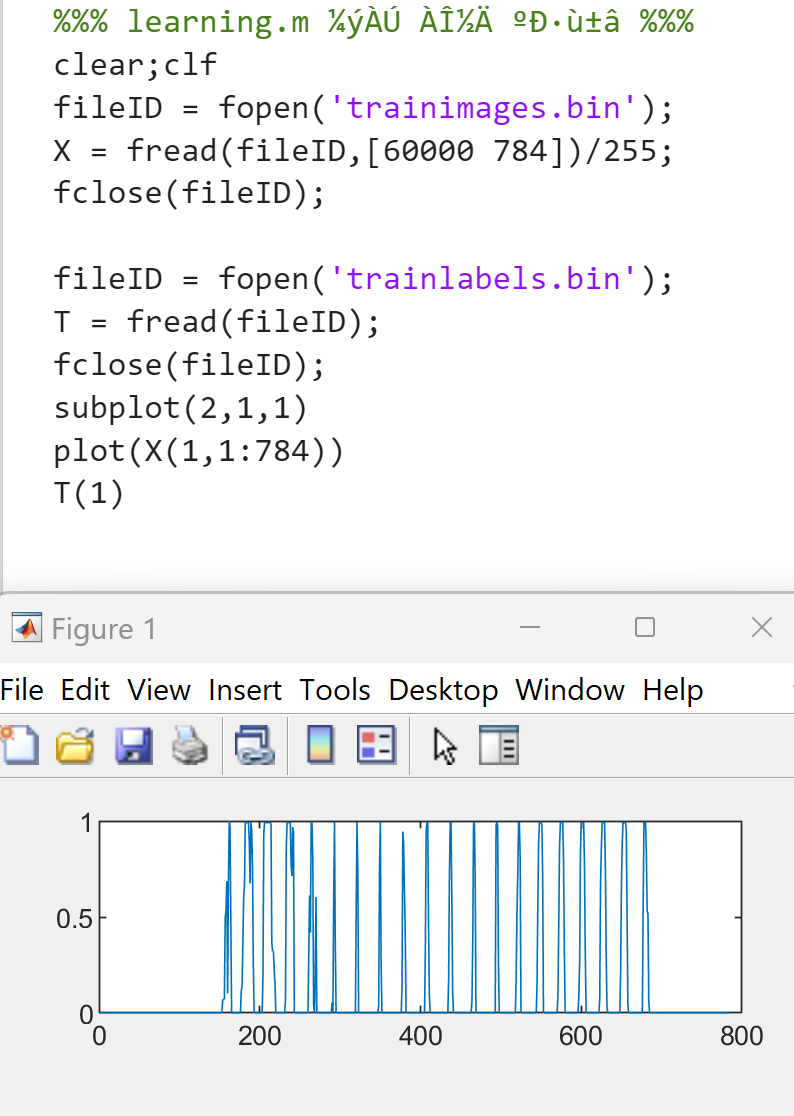 %%% learning.m ¼ýÀÚ ÀÎ½Ä ºÐ·ù±â %%%
clear;clf
fileID = fopen('trainimages.bin');
X = fread(fileID,[60000 784])/255;
fclose(fileID);
fileID = fopen('trainlabels.bin');
T = fread(fileID);
fclose(fileID);
subplot(2,1,1)
plot(X(1,1:784))
T(1)
Figure 1
File Edit View Insert Tools Desktop Window Help
1
0.5
0
0 200 400 600 800